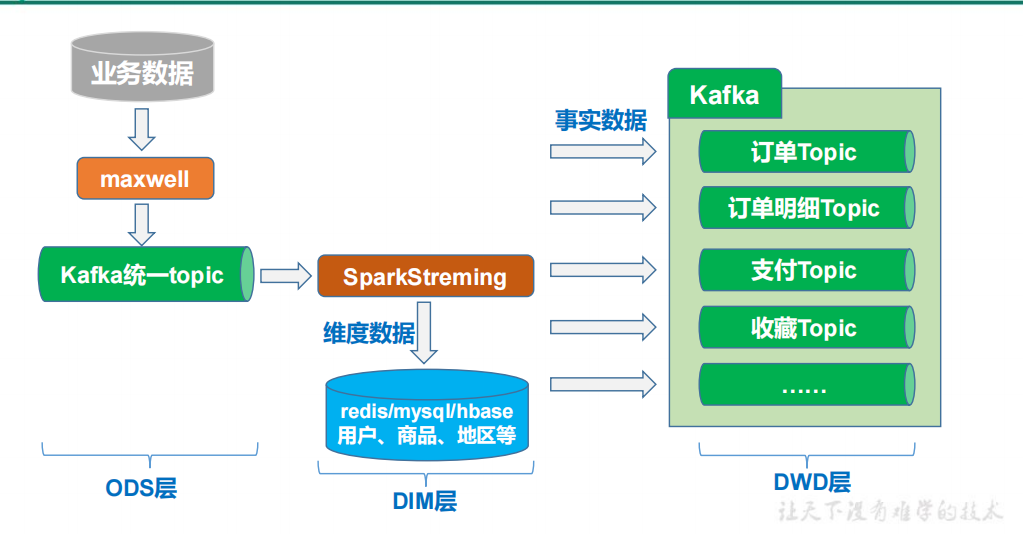 业务数据
maxwell
Kafka统一topic
SparkStreming
维度数据
redis/mysql/hbase
用户、商品、地区等
事实数据
Kafka
订单Topic
订单明细Topic
支付Topic
收藏Topic
……
ODS层
DIM层
DWD层
让天下没有难学的技术